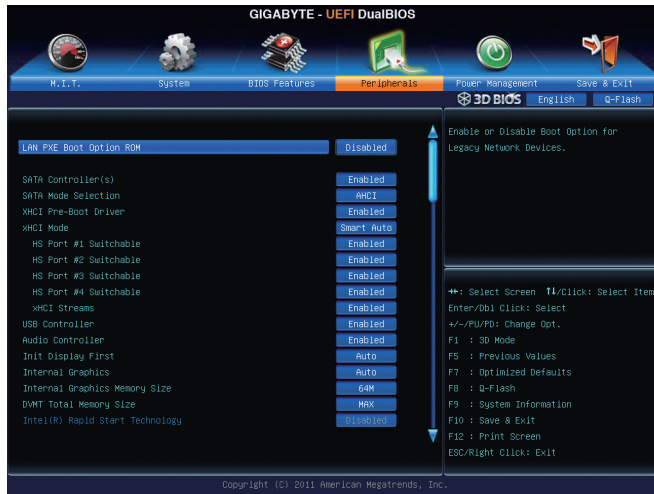 GIGABYTE - UEFI DualBIOS
M.I.T. System BIOS Features Peripherals Power Management Save & Exit
3D BIOS English Q-Flash
LAN PXE Boot Option ROM Disabled
SATA Controller(s) Enabled
SATA Mode Selection AHCI
XHCI Pre-Boot Driver Enabled
xHCI Mode Smart Auto
HS Port #1 Switchable Enabled
HS Port #2 Switchable Enabled
HS Port #3 Switchable Enabled
HS Port #4 Switchable Enabled
xHCI Streams Enabled
USB Controller Enabled
Audio Controller Enabled
Init Display First Auto
Internal Graphics Auto
Internal Graphics Memory Size 64M
DVMT Total Memory Size MAX
Intel(R) Rapid Start Technology Disabled
Enable or Disable Boot Option for
Legacy Network Devices.
→←: Select Screen ↑↓/Click: Select Item
Enter/Dbl Click: Select
+/-/PU/PD: Change Opt.
F1 : 3D Mode
F5 : Previous Values
F7 : Optimized Defaults
F8 : Q-Flash
F9 : System Information
F10 : Save & Exit
F12 : Print Screen
ESC/Right Click: Exit
Copyright (C) 2011 American Megatrends, Inc.